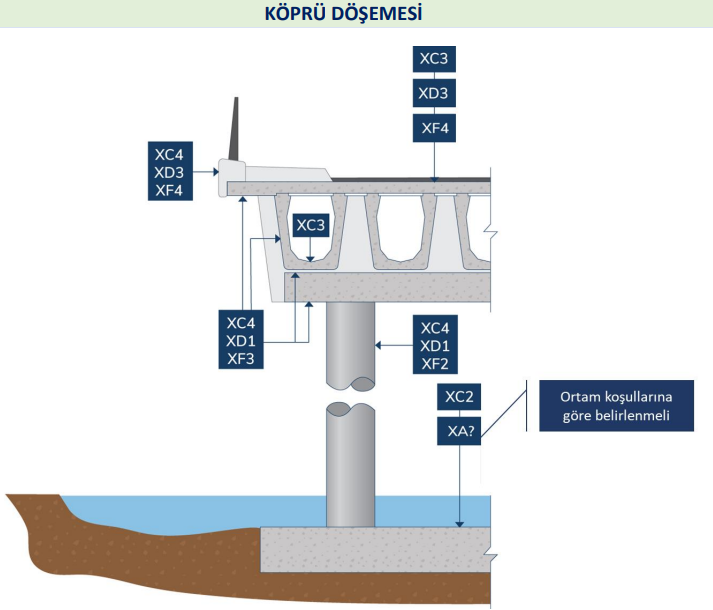 KÖPRÜ DÖŞEMESİ
XC3
XD3
XF4
XC4
XD3
XF4
XC3
XC4
XD1
XF3
XC4
XD1
XF2
XC2
XA?
Ortam koşullarına
göre belirlenmeli